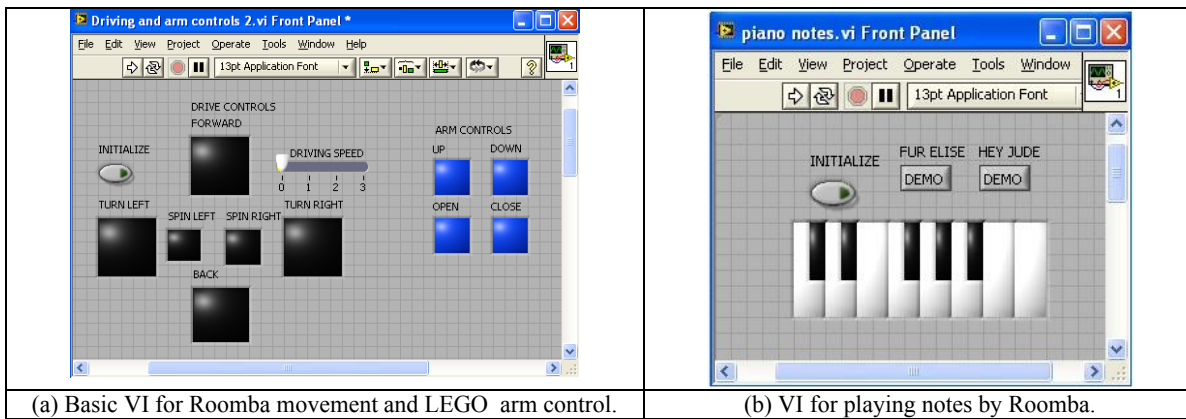 Driving and arm controls 2.vi Front Panel *
File Edit View Project Operate Tools Window Help
13pt Application Font
1
DRIVE CONTROLS
FORWARD
ARM CONTROLS
INITIALIZE
DRIVING SPEED
UP DOWN
0 1 2 3
TURN LEFT
SPIN LEFT SPIN RIGHT
TURN RIGHT
OPEN CLOSE
BACK
(a) Basic VI for Roomba movement and LEGO arm control.
piano notes.vi Front Panel
File Edit View Project Operate Tools Window
13pt Application Font
1
INITIALIZE
FUR ELISE HEY JUDE
DEMO DEMO
(b) VI for playing notes by Roomba.